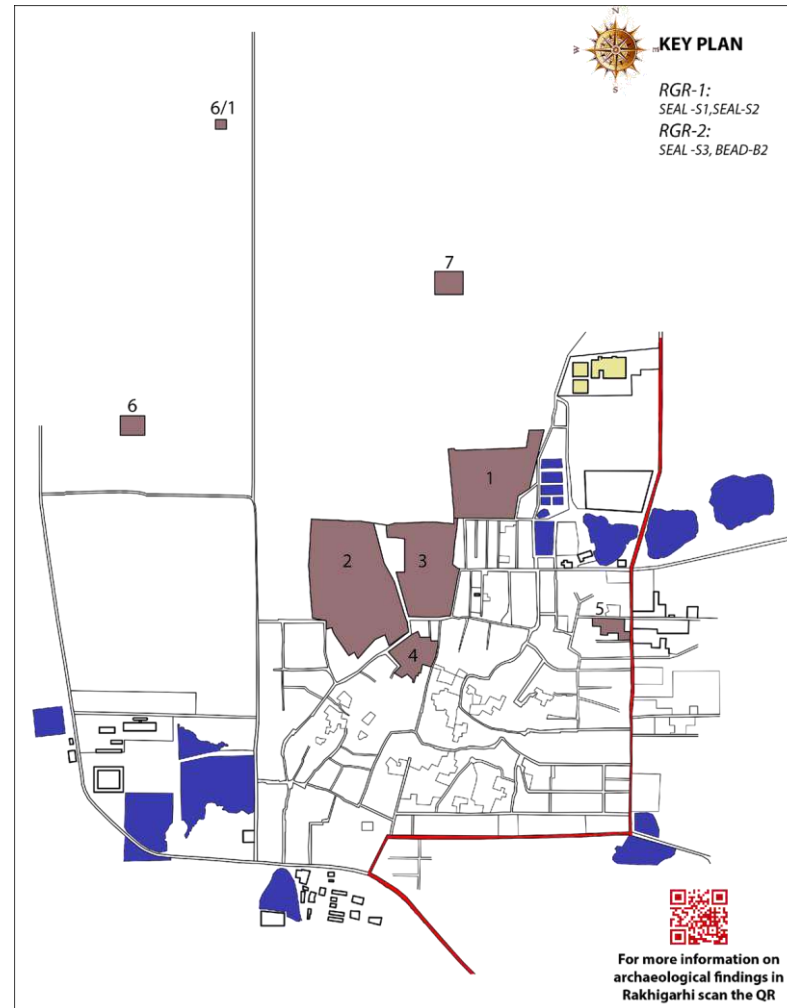 N
W
E
S
KEY PLAN
RGR-1:
SEAL -S1,SEAL-S2
RGR-2:
SEAL -S3, BEAD-B2
6/1
7
6
1
2
3
5
4
For more information on
archaeological findings in
Rakhigarhi scan the QR